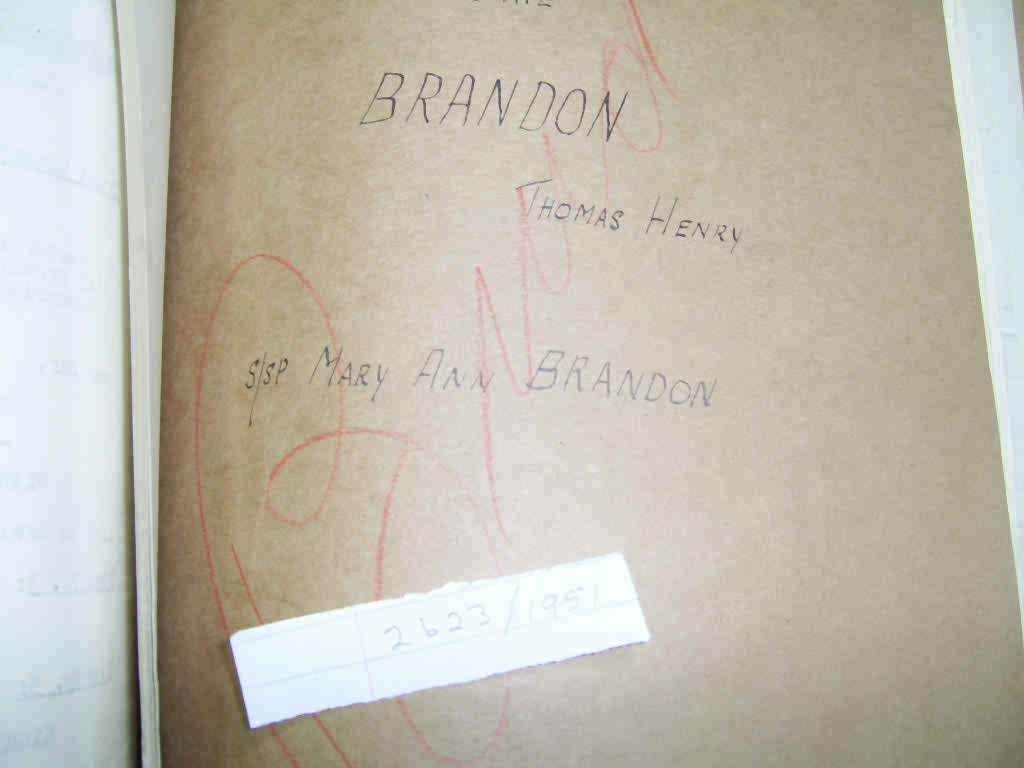 BRANDON
THOMAS HENRY
S/SP MARY ANN BRANDON
2623/1951